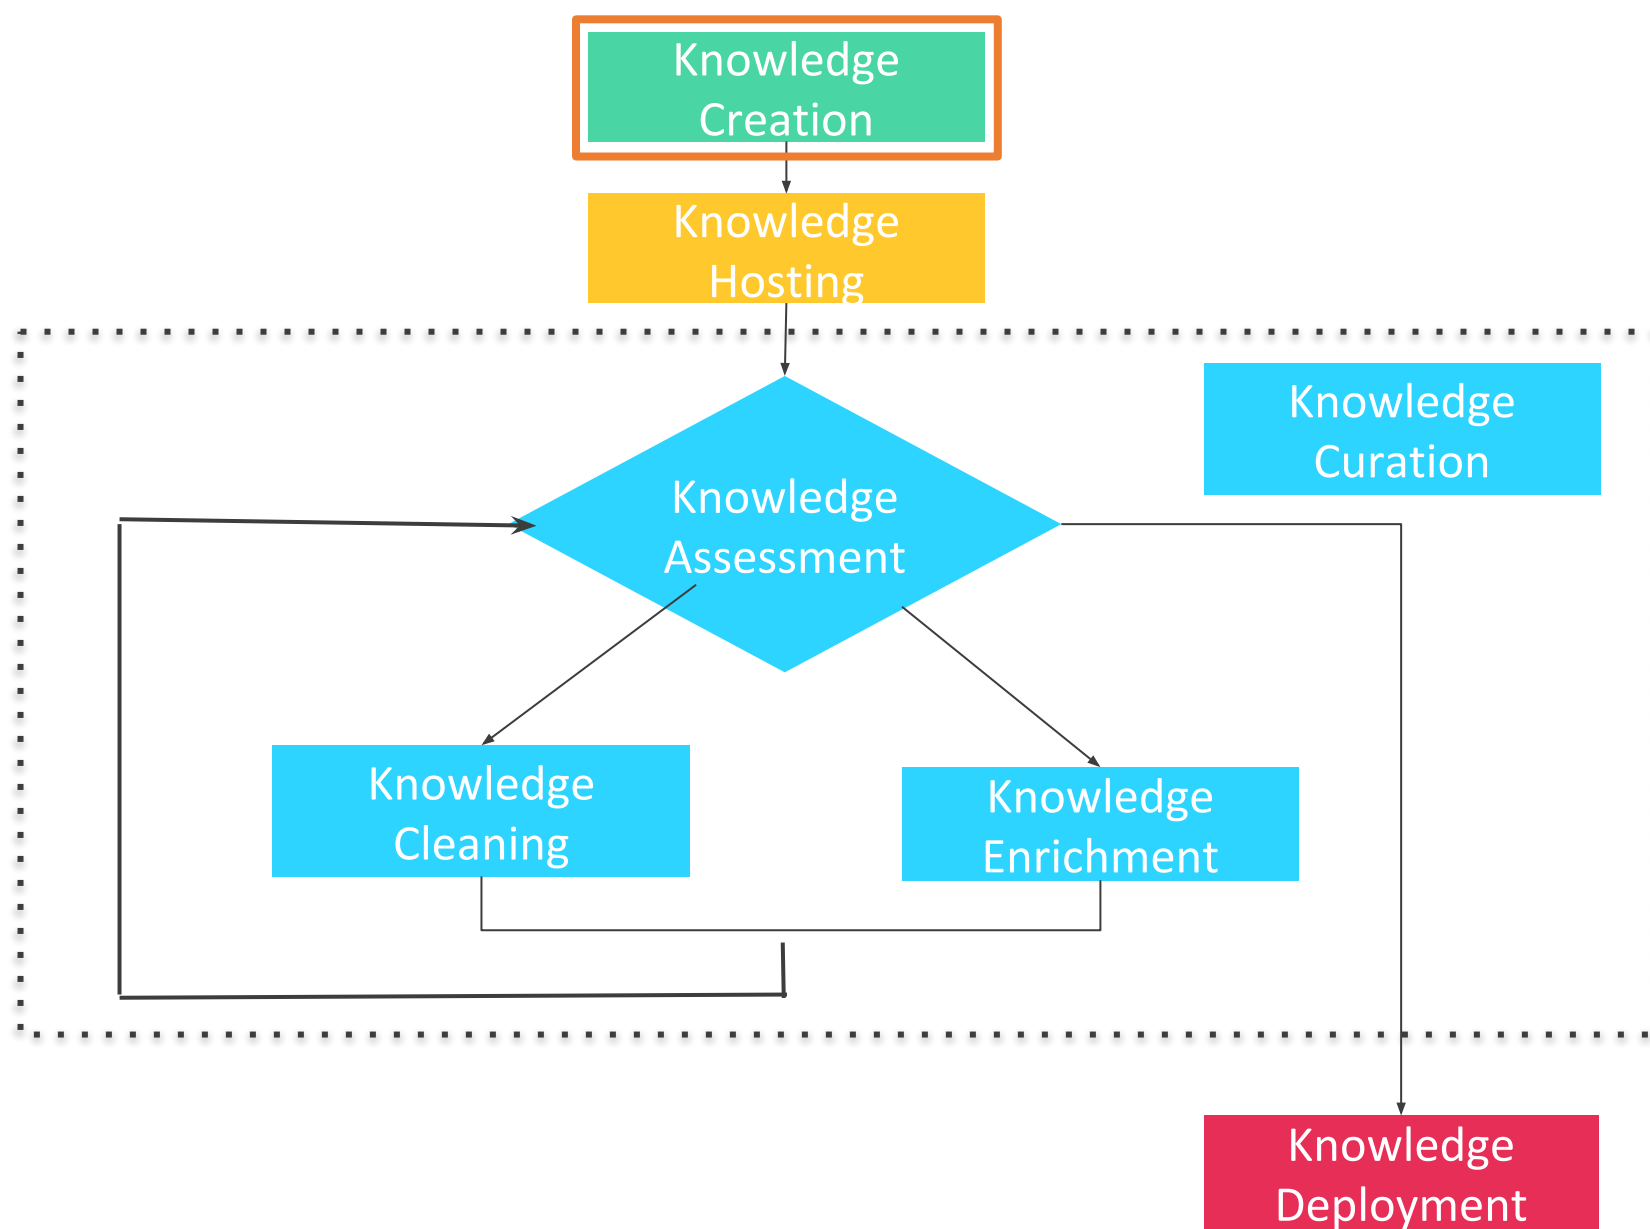 Knowledge
Creation
Knowledge
Hosting
Knowledge
Curation
Knowledge
Assessment
Knowledge
Cleaning
Knowledge
Enrichment
Knowledge
Deployment